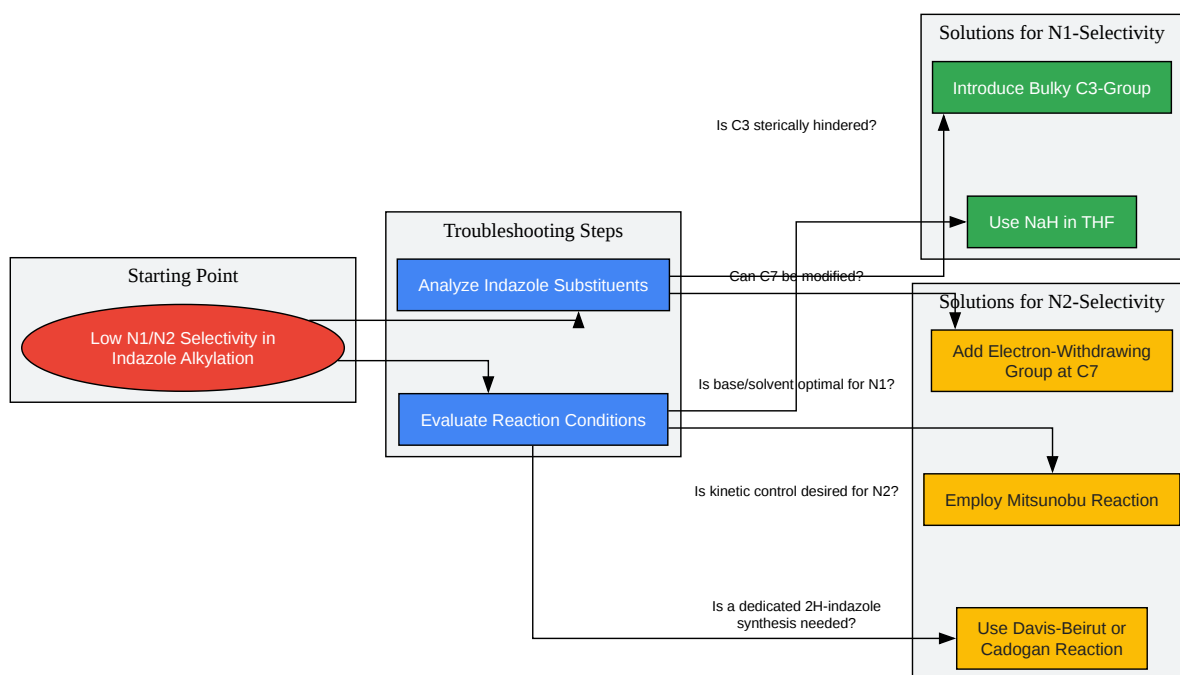 Starting Point
Low N1/N2 Selectivity in
Indazole Alkylation
Troubleshooting Steps
Analyze Indazole Substituents
Evaluate Reaction Conditions
Is C3 sterically hindered?
Can C7 be modified?
Is base/solvent optimal for N1?
Is kinetic control desired for N2?
Is a dedicated 2H-indazole
synthesis needed?
Solutions for N1-Selectivity
Introduce Bulky C3-Group
Use NaH in THF
Solutions for N2-Selectivity
Add Electron-Withdrawing
Group at C7
Employ Mitsunobu Reaction
Use Davis-Beirut or
Cadogan Reaction